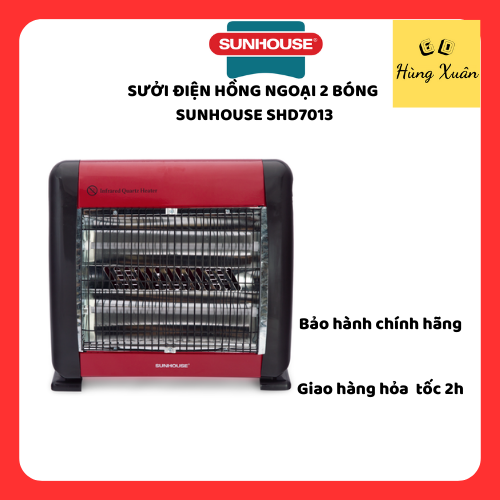 SUNHOUSE®
Hùng Xuân
SƯỞI ĐIỆN HỒNG NGOẠI 2 BÓNG
SUNHOUSE SHD7013
Infrared Quartz Heater
SUNHOUSE
Bảo hành chính hãng
Giao hàng hỏa tốc 2h